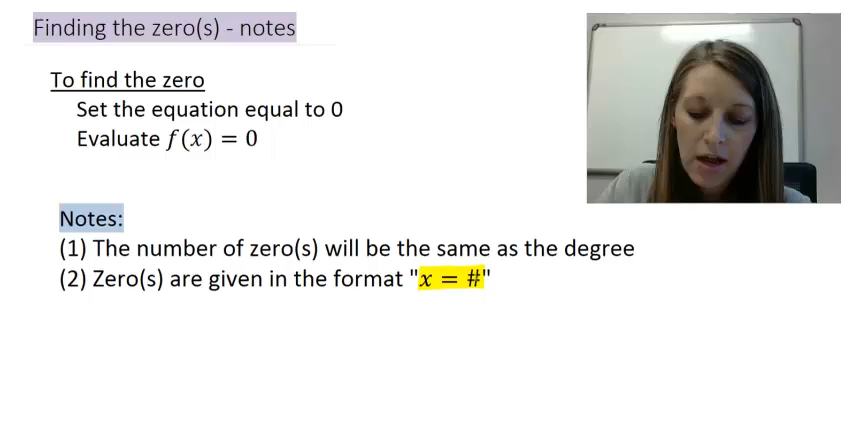 Finding the zero(s) - notes
To find the zero
Set the equation equal to 0
Evaluate f(x) = 0
Notes:
(1) The number of zero(s) will be the same as the degree
(2) Zero(s) are given in the format "x = #"